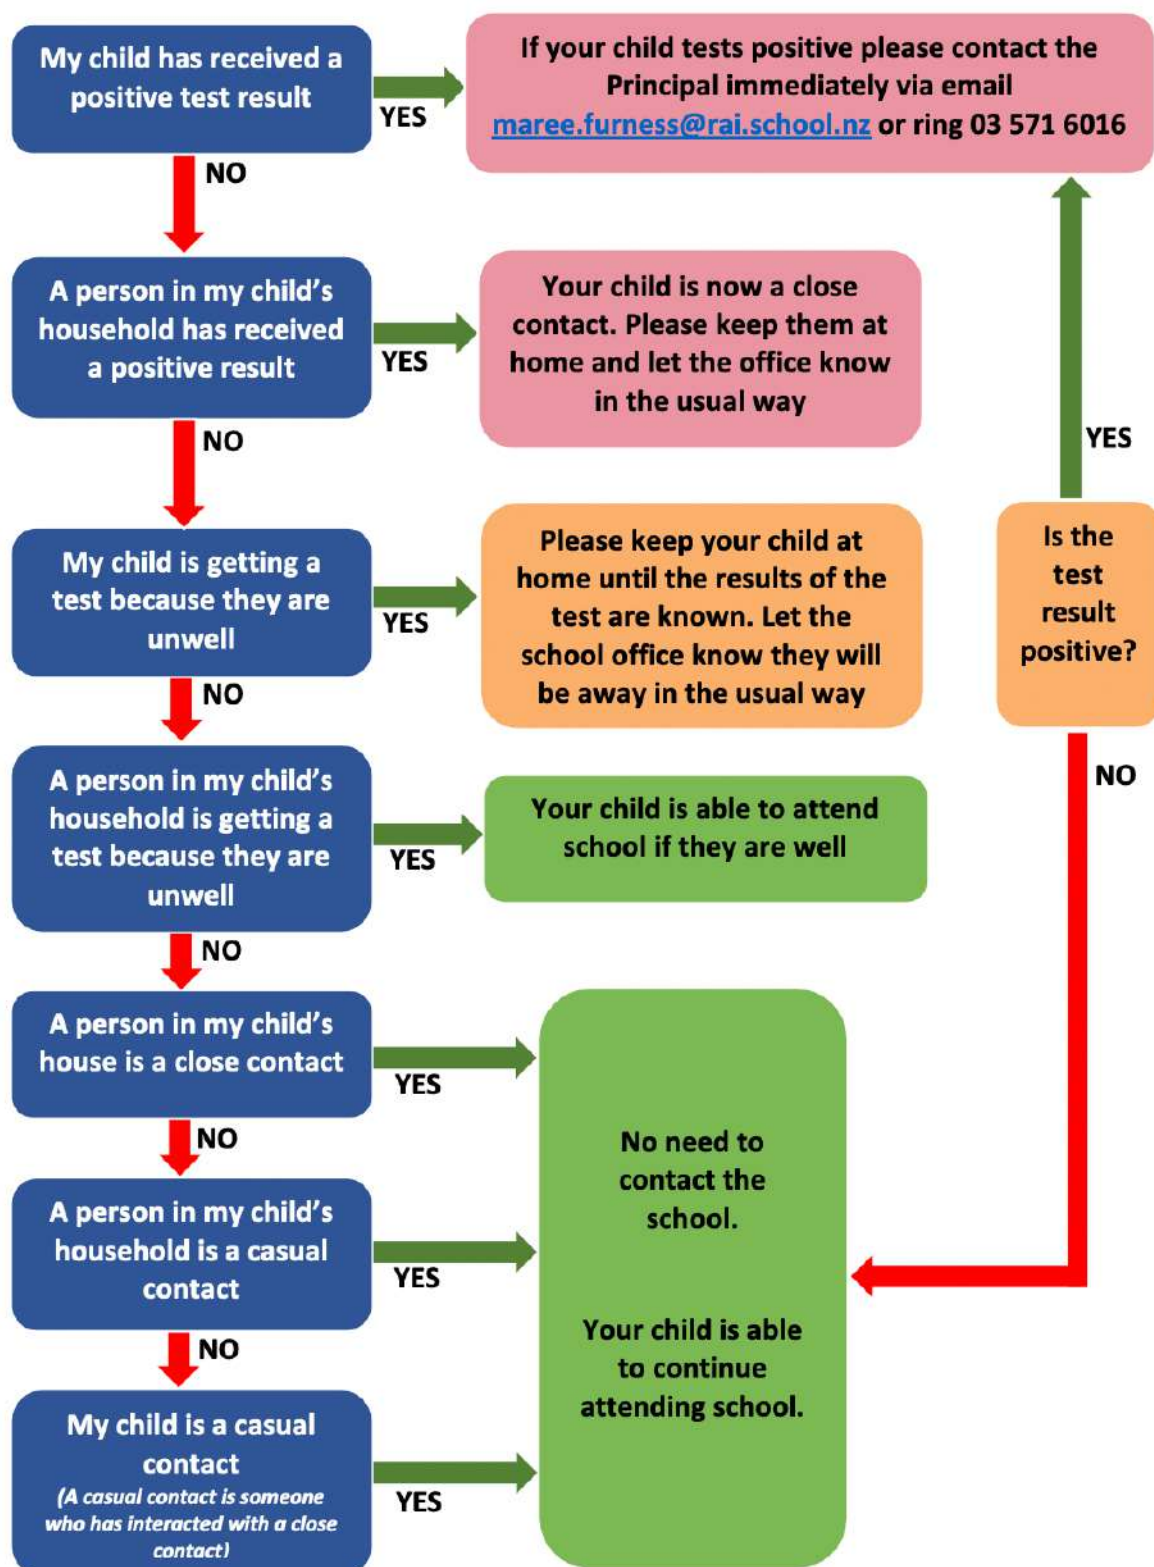 My child has received a
positive test result
YES
If your child tests positive please contact the
Principal immediately via email
maree.furness@rai.school.nz or ring 03 571 6016
NO
A person in my child's
household has received
a positive result
YES
Your child is now a close
contact. Please keep them at
home and let the office know
in the usual way
NO
My child is getting a
test because they are
unwell
YES
Please keep your child at
home until the results of the
test are known. Let the
school office know they will
be away in the usual way
Is the
test
result
positive?
YES
NO
NO
A person in my child's
household is getting a
test because they are
unwell
YES
Your child is able to attend
school if they are well
NO
A person in my child's
house is a close contact
YES
NO
A person in my child's
household is a casual
contact
YES
NO
My child is a casual
contact
(A casual contact is someone
who has interacted with a close
contact)
YES
No need to
contact the
school.
Your child is able
to continue
attending school.